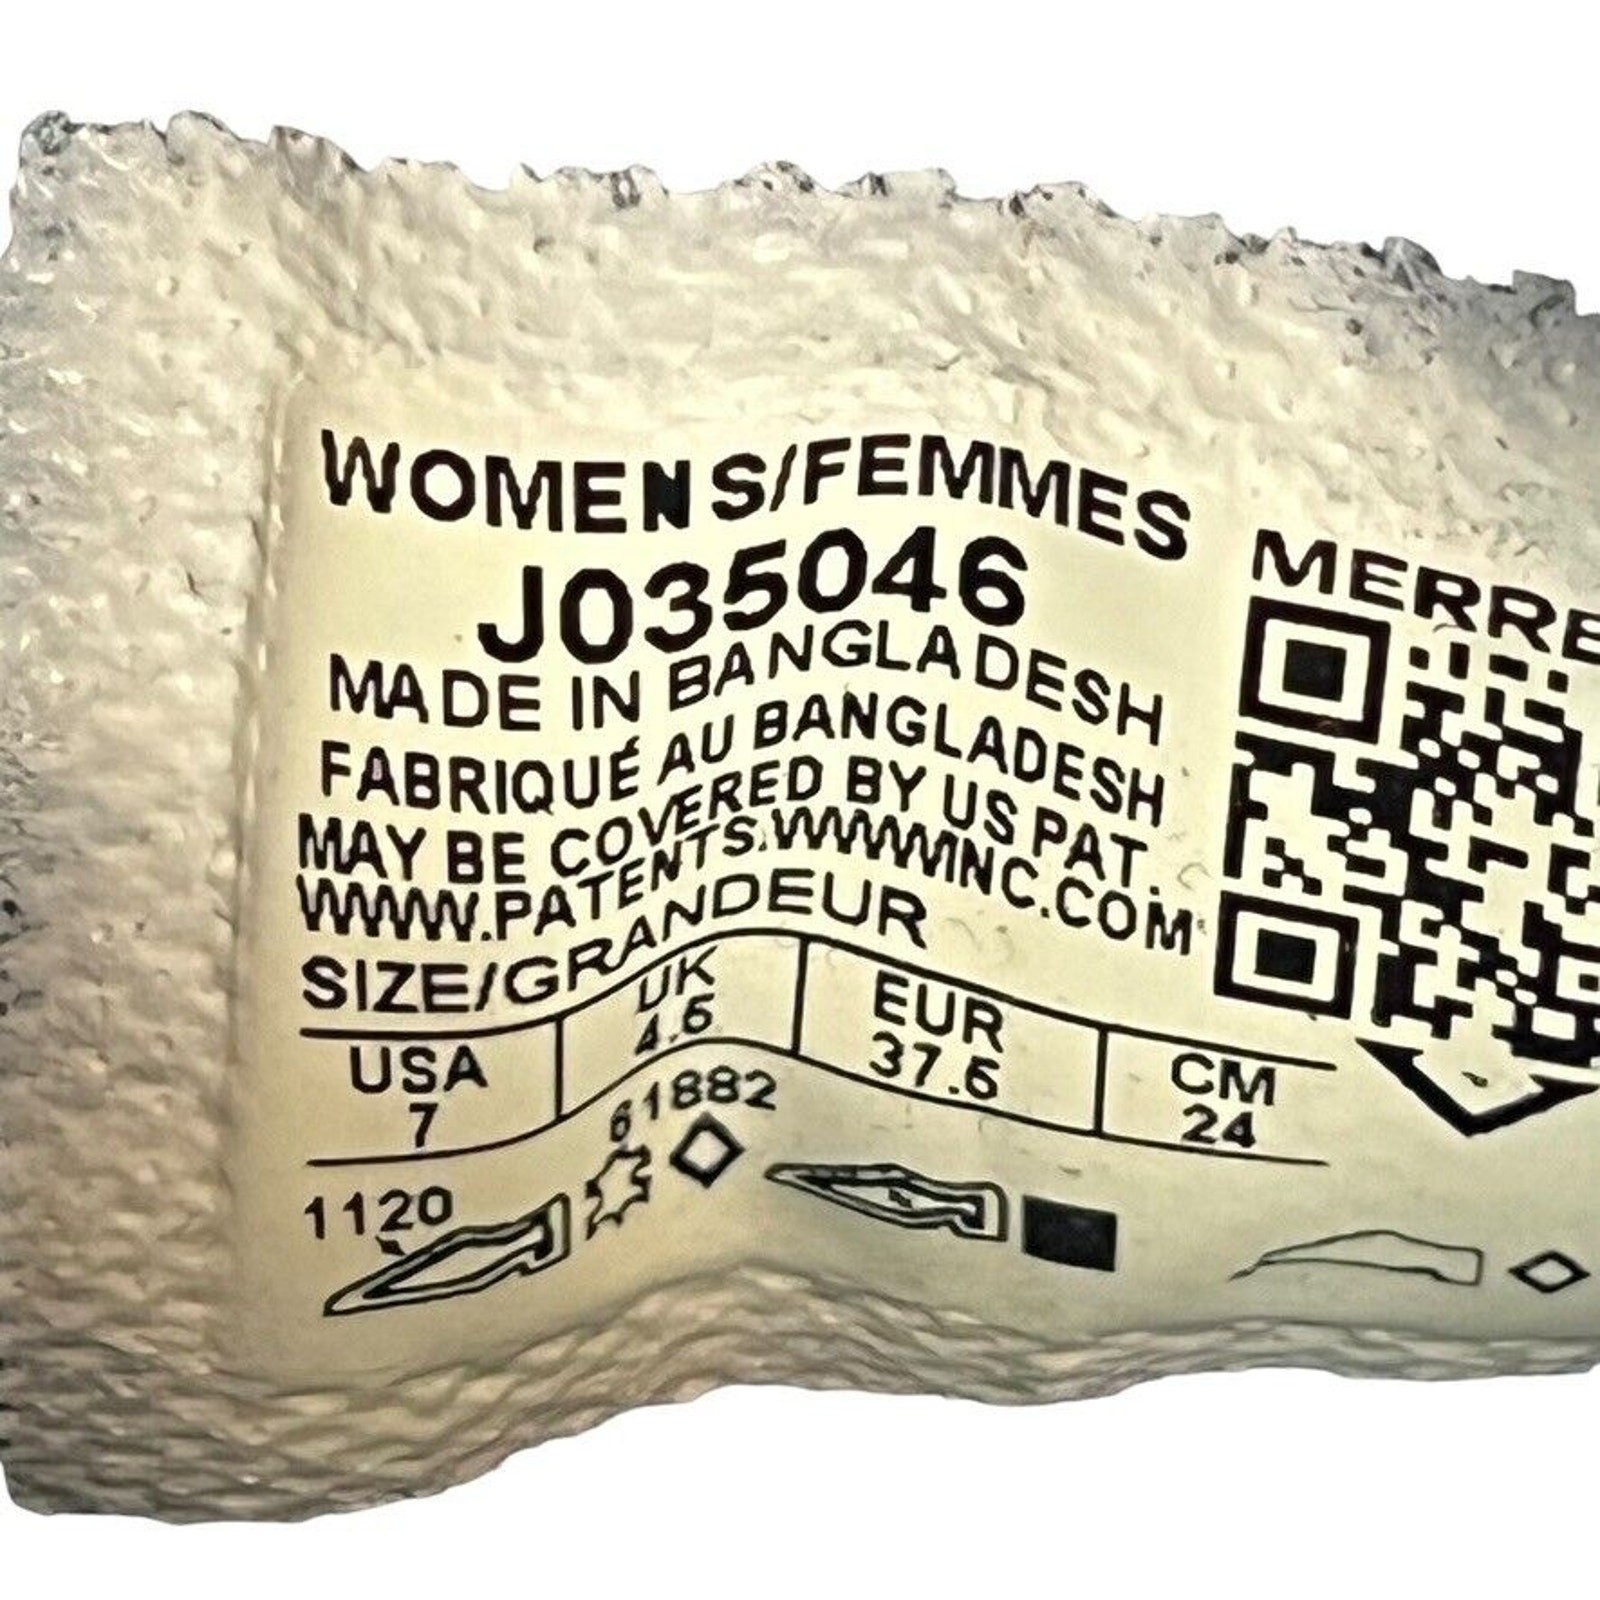 WOMENS/FEMMES
J035046
MADE IN BANGLADESH
FABRIQUÉ AU BANGLADESH
MAY BE COVERED BY US PAT.
WWW.PATENTS.WWWINC.COM
SIZE/GRANDEUR
USA UK EUR CM
7 4.5 37.5 24
61882
1120
MERRE